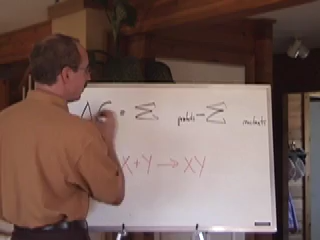 ΔG = Σ products - Σ reactants
X + Y → XY